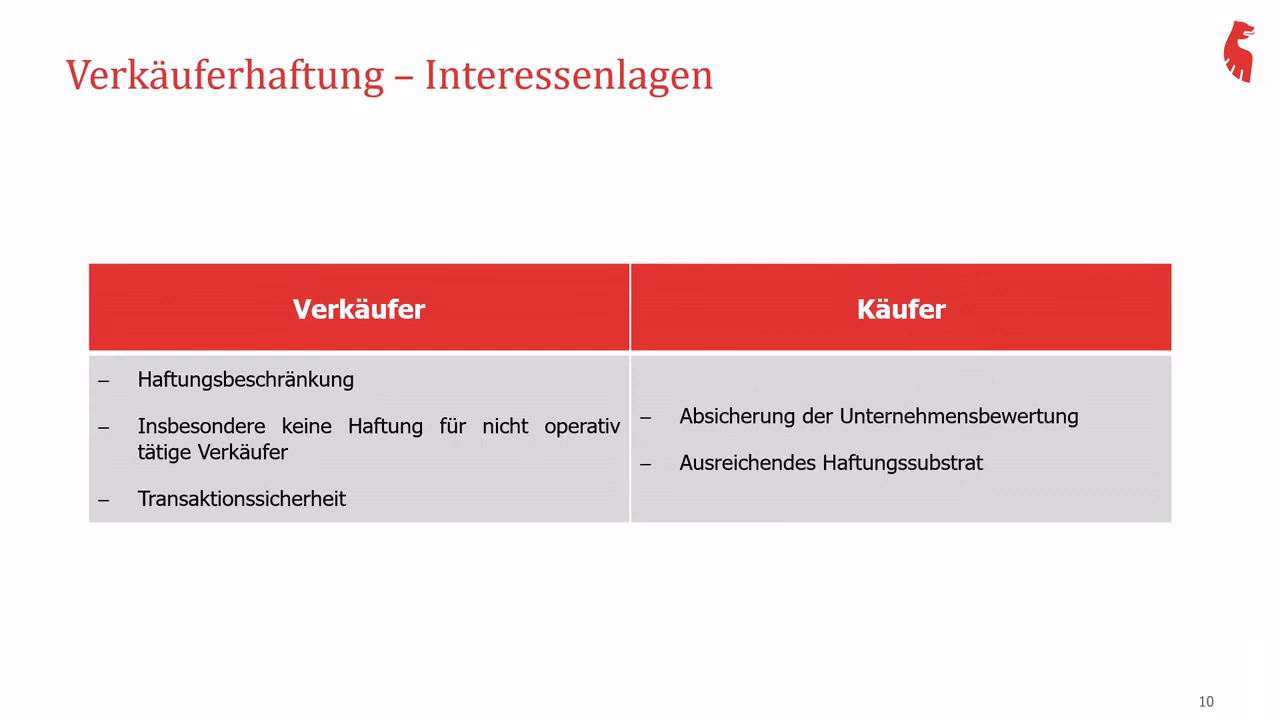 Verkäuferhaftung – Interessenlagen
Verkäufer
Käufer
– Haftungsbeschränkung
– Insbesondere keine Haftung für nicht operativ
tätige Verkäufer
– Transaktionssicherheit
– Absicherung der Unternehmensbewertung
– Ausreichendes Haftungssubstrat
10